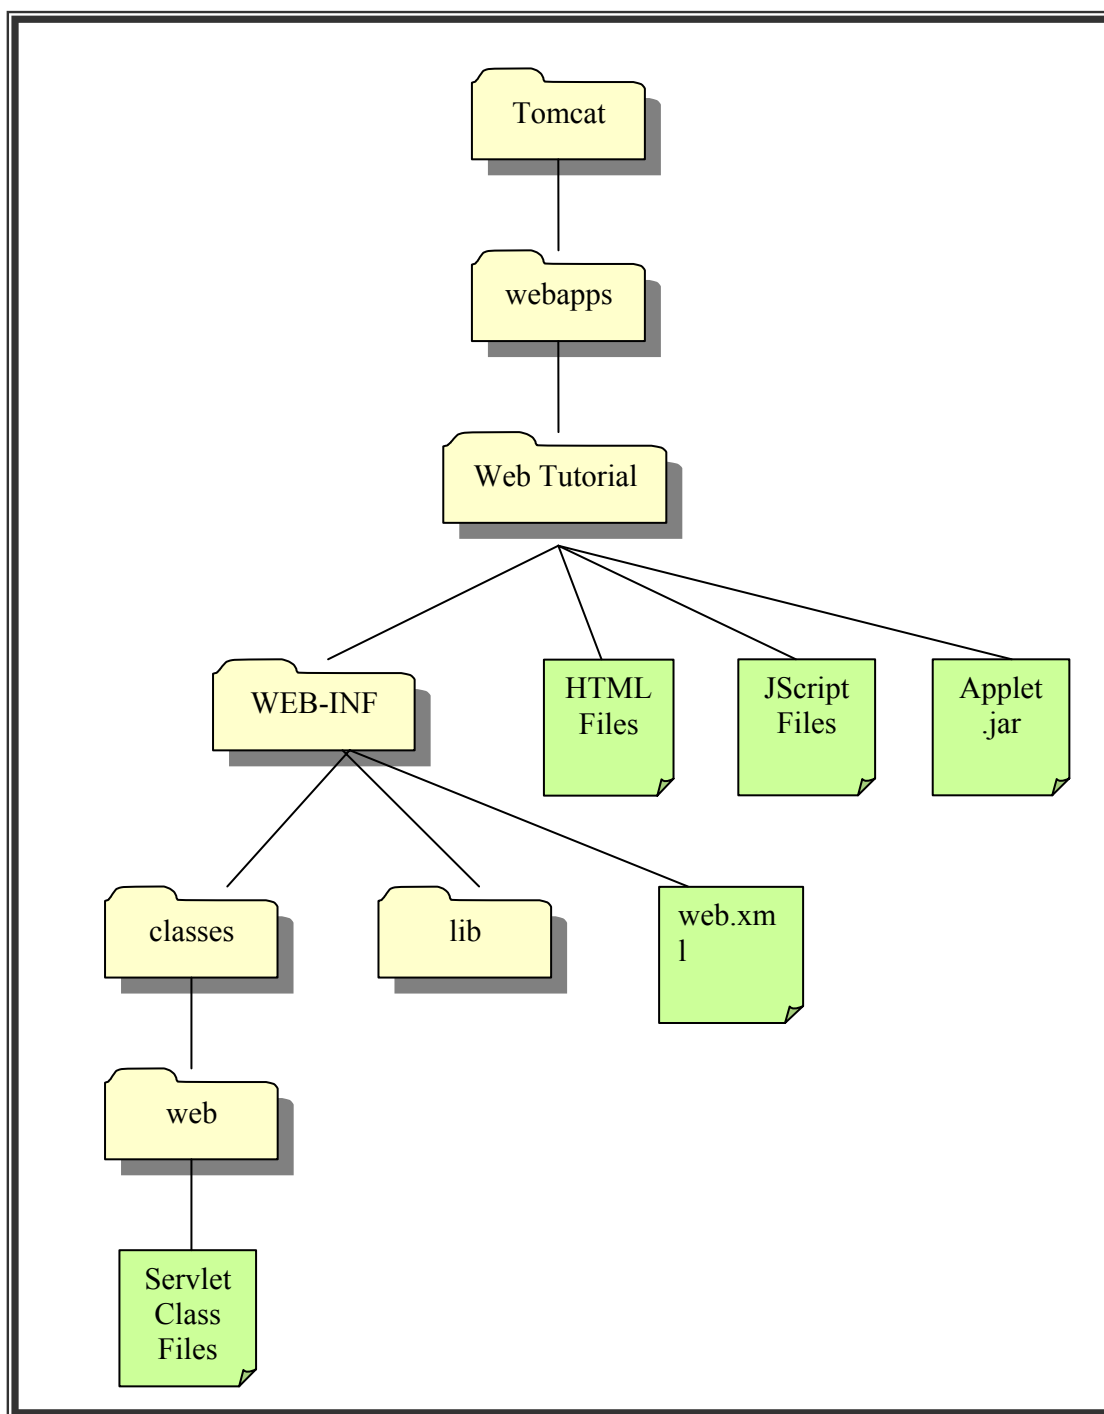 Tomcat
webapps
Web Tutorial
WEB-INF
HTML
Files
JScript
Files
Applet
.jar
classes
lib
web.xm
l
web
Servlet
Class
Files